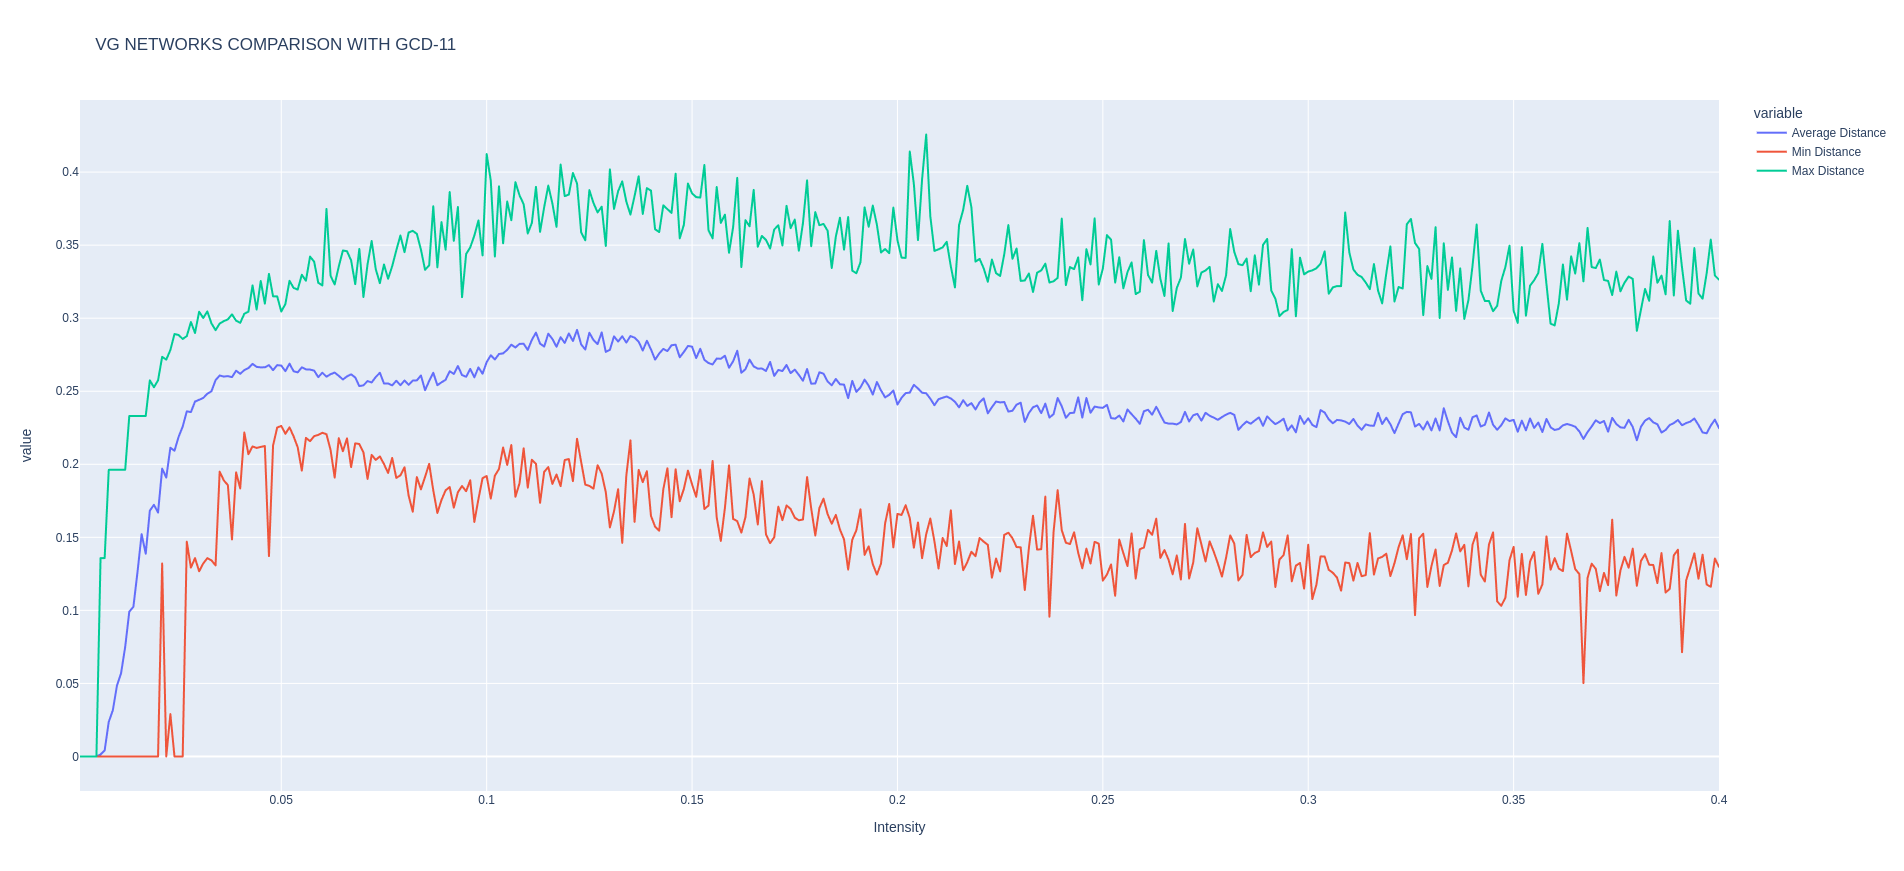 VG NETWORKS COMPARISON WITH GCD-11
variable
Average Distance
Min Distance
Max Distance
value
0.4
0.35
0.3
0.25
0.2
0.15
0.1
0.05
0
0.05 0.1 0.15 0.2 0.25 0.3 0.35 0.4
Intensity